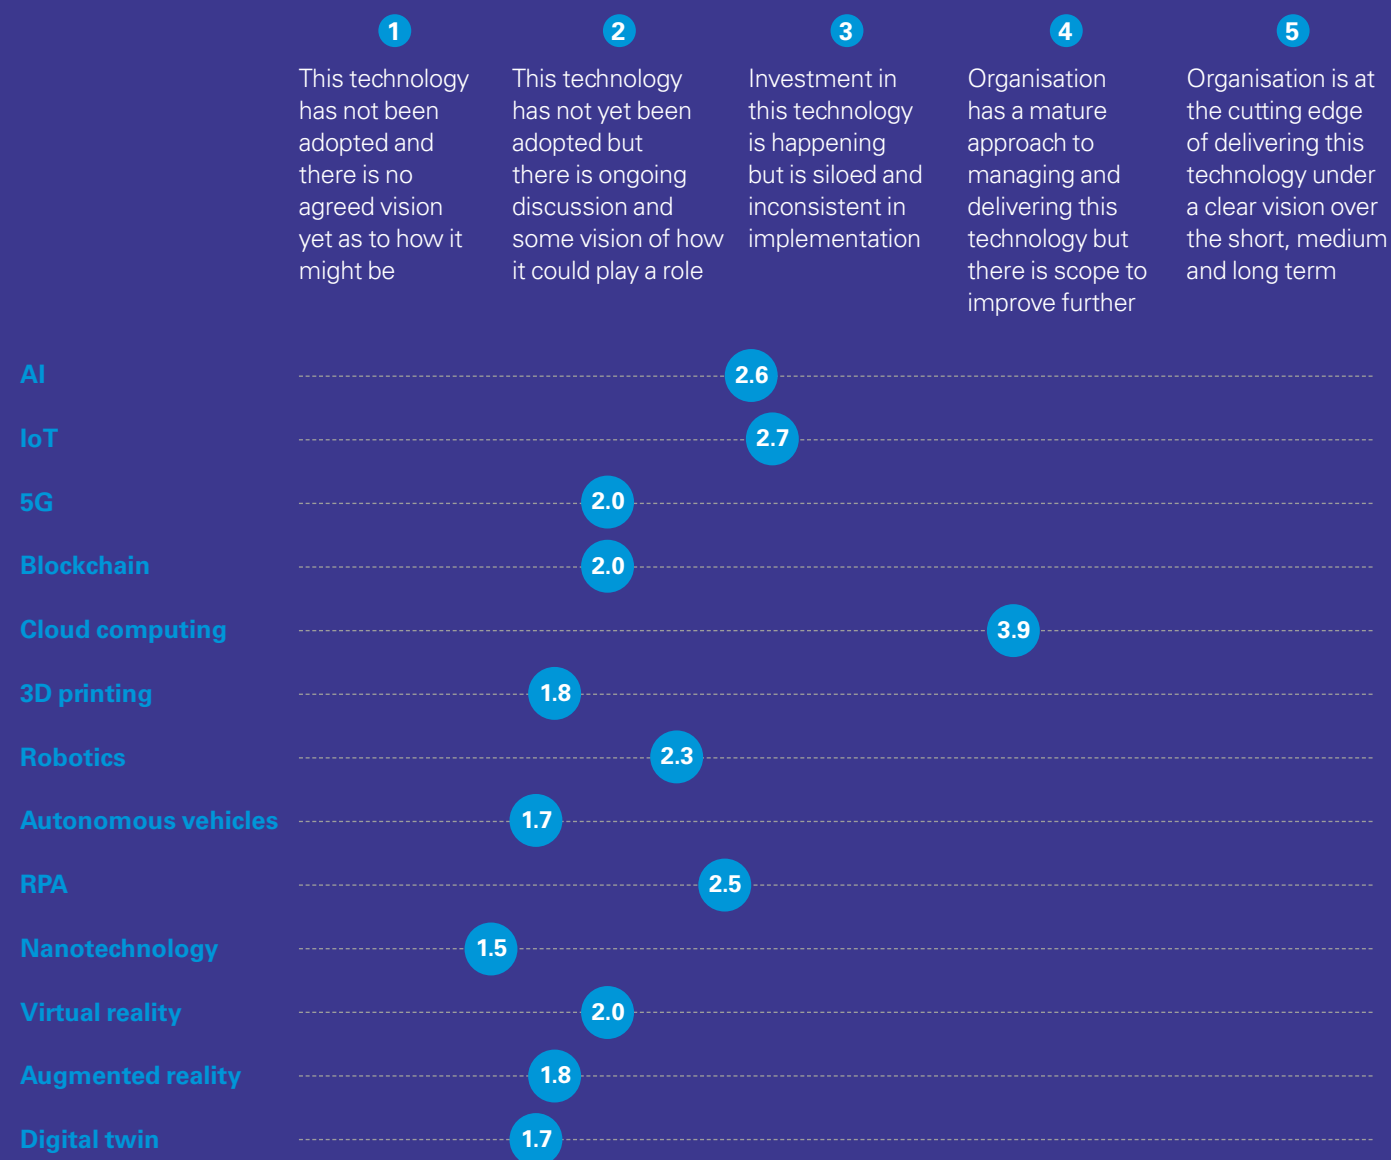 1
This technology
has not been
adopted and
there is no
agreed vision
yet as to how it
might be
2
This technology
has not yet been
adopted but
there is ongoing
discussion and
some vision of how
it could play a role
3
Investment in
this technology
is happening
but is siloed and
inconsistent in
implementation
4
Organisation
has a mature
approach to
managing and
delivering this
technology but
there is scope to
improve further
5
Organisation is at
the cutting edge
of delivering this
technology under
a clear vision over
the short, medium
and long term
AI 2.6
IoT 2.7
5G 2.0
Blockchain 2.0
Cloud computing 3.9
3D printing 1.8
Robotics 2.3
Autonomous vehicles 1.7
RPA 2.5
Nanotechnology 1.5
Virtual reality 2.0
Augmented reality 1.8
Digital twin 1.7